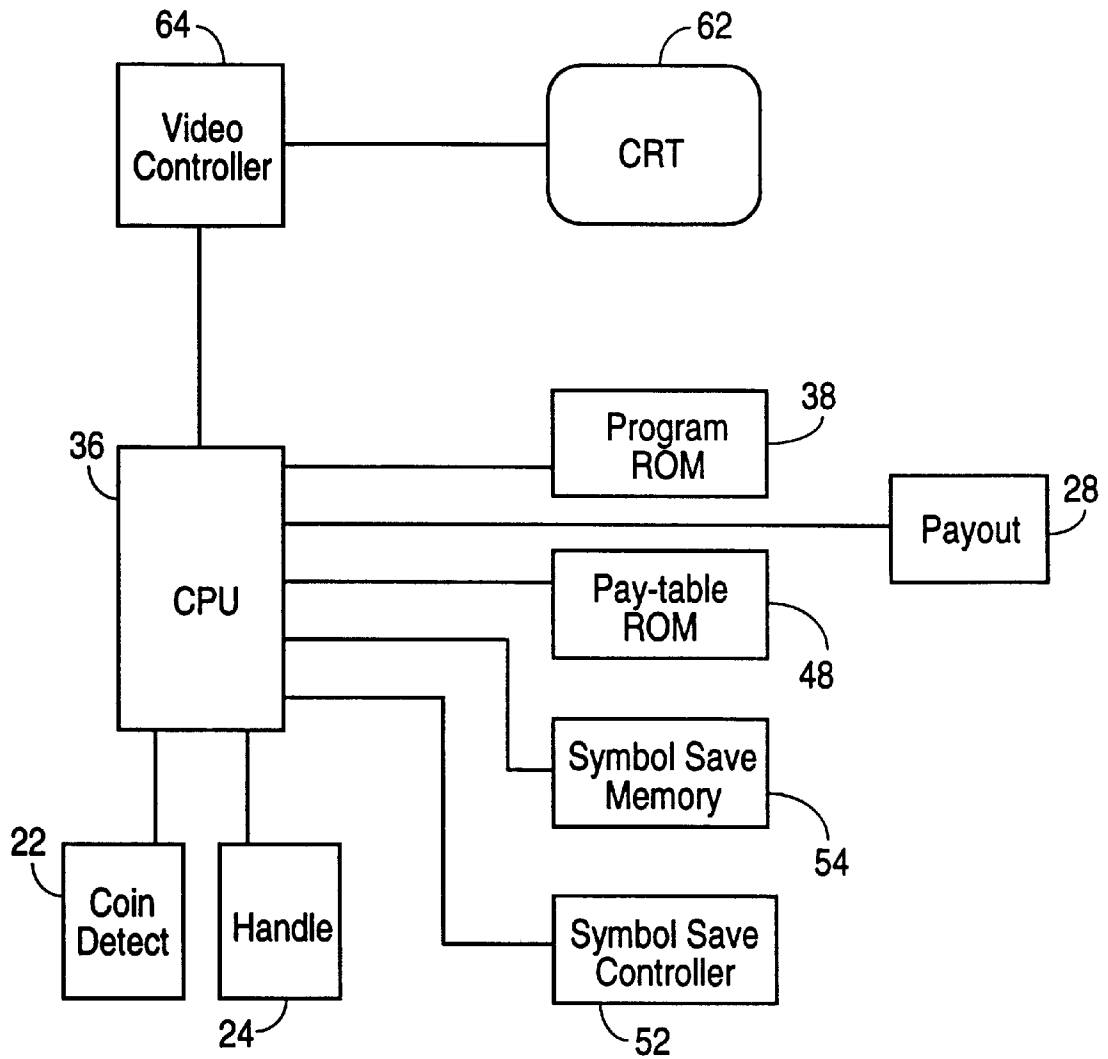 64
62
Video
Controller
CRT
38
Program
ROM
36
28
Payout
CPU
Pay-table
ROM
48
Symbol Save
Memory
54
22
Coin
Detect
Handle
Symbol Save
Controller
24
52